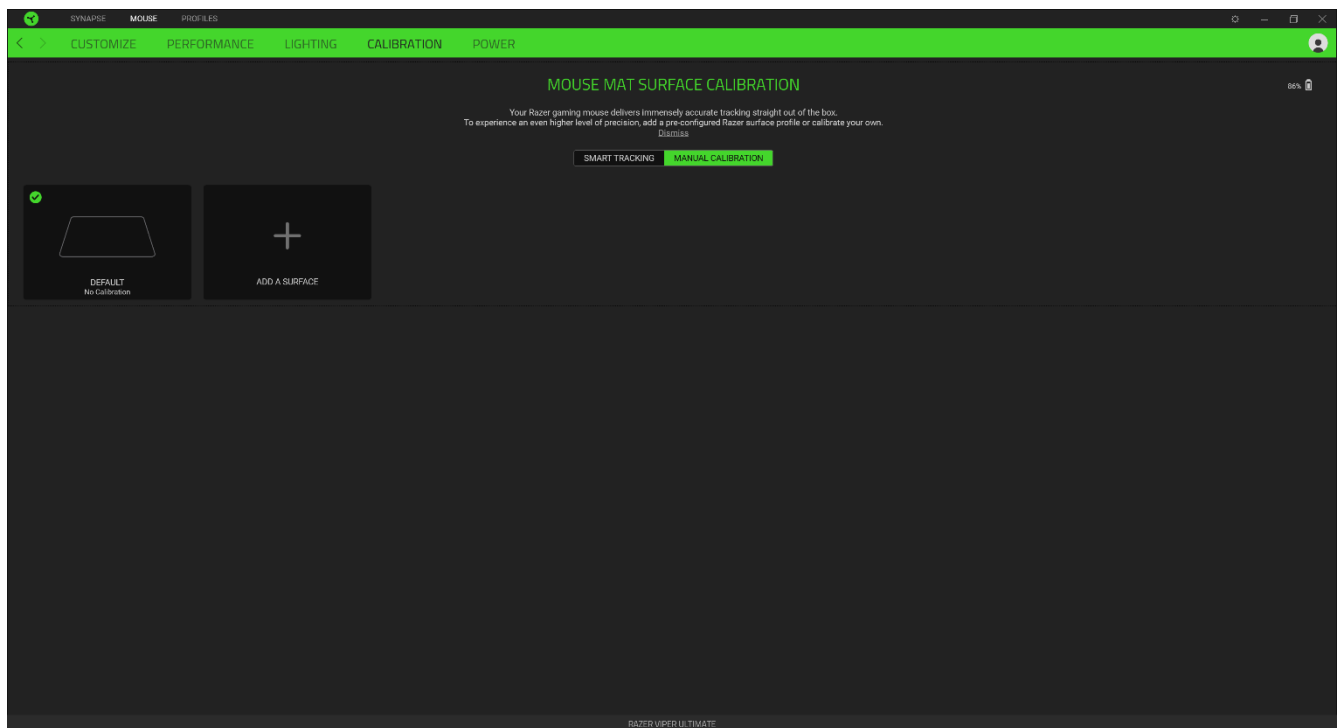 SYNAPSE MOUSE PROFILES
CUSTOMIZE PERFORMANCE LIGHTING CALIBRATION POWER
MOUSE MAT SURFACE CALIBRATION
86%
Your Razer gaming mouse delivers immensely accurate tracking straight out of the box.
To experience an even higher level of precision, add a pre-configured Razer surface profile or calibrate your own.
Dismiss
SMART TRACKING MANUAL CALIBRATION
DEFAULT
No Calibration
ADD A SURFACE
RAZER VIPER ULTIMATE